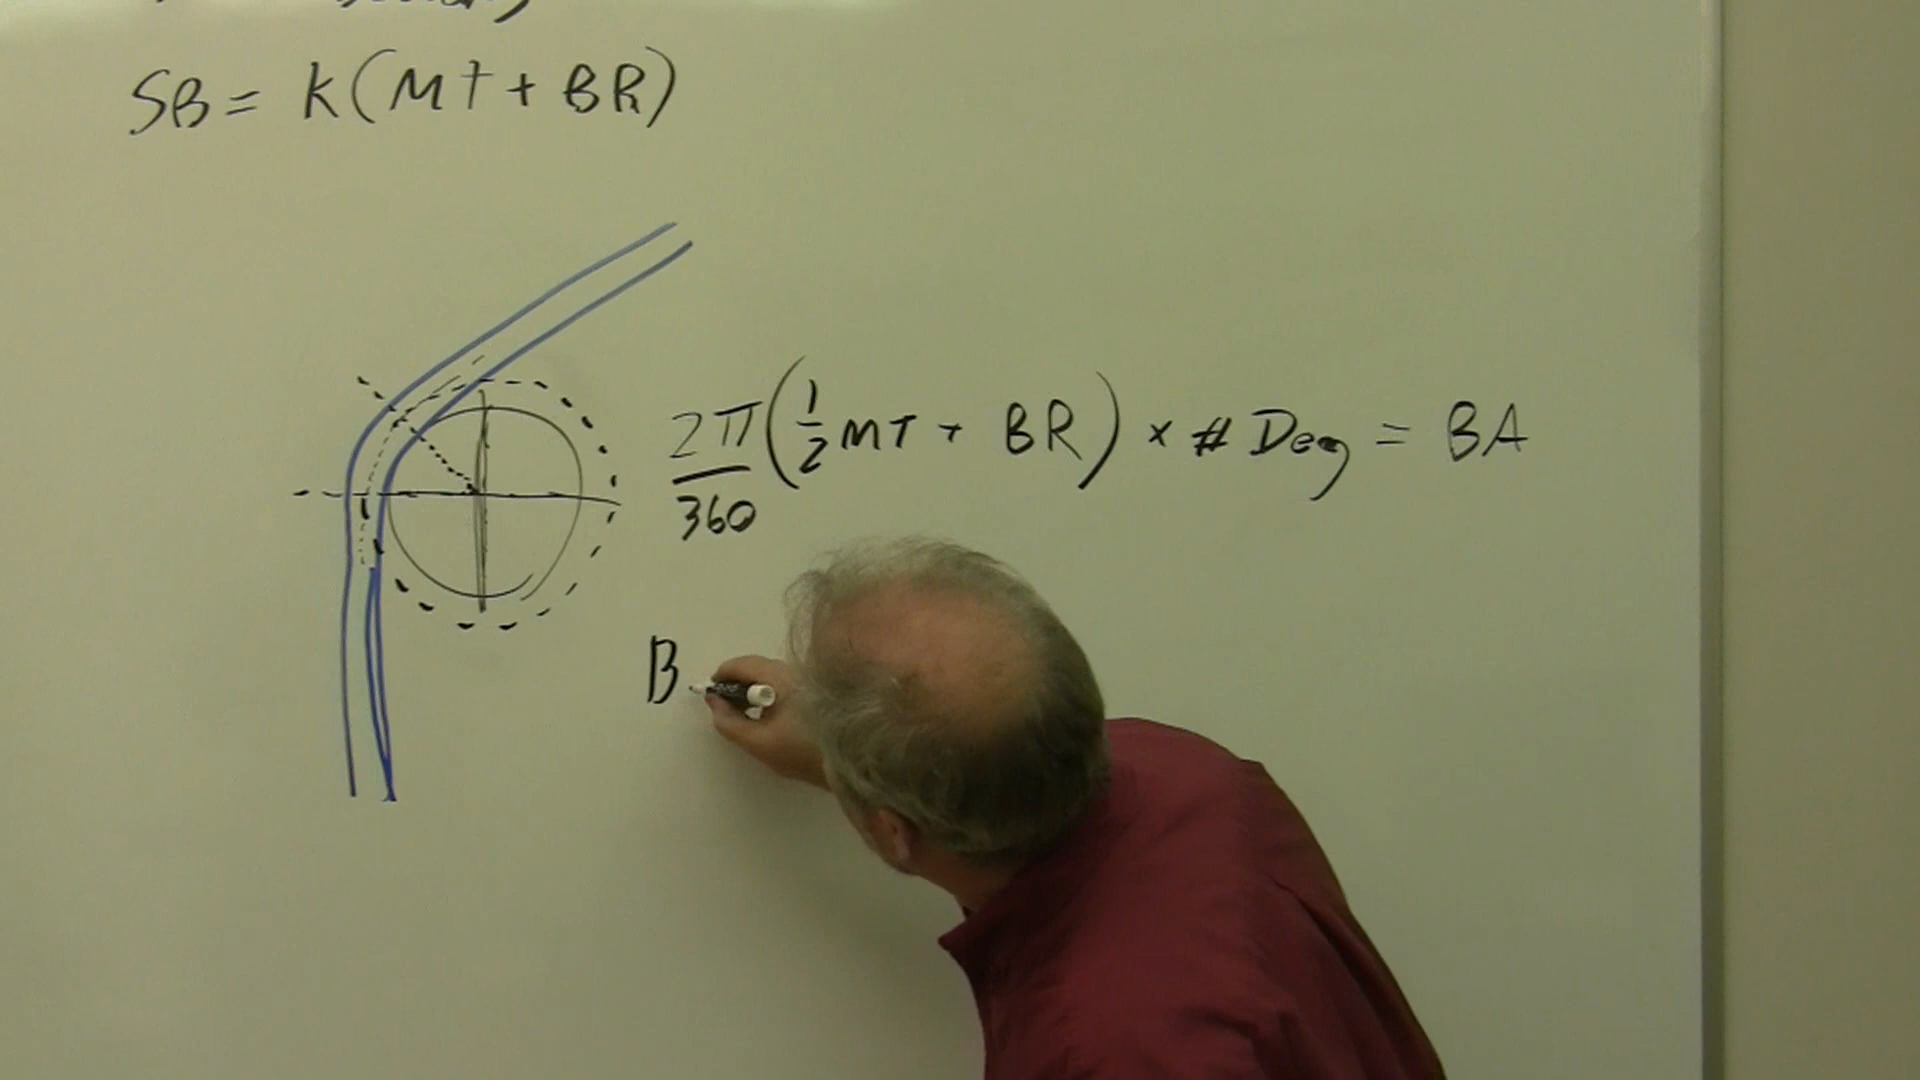 SB = K(MT + BR)
2π/360 (1/2 MT + BR) × # Deg = BA
B